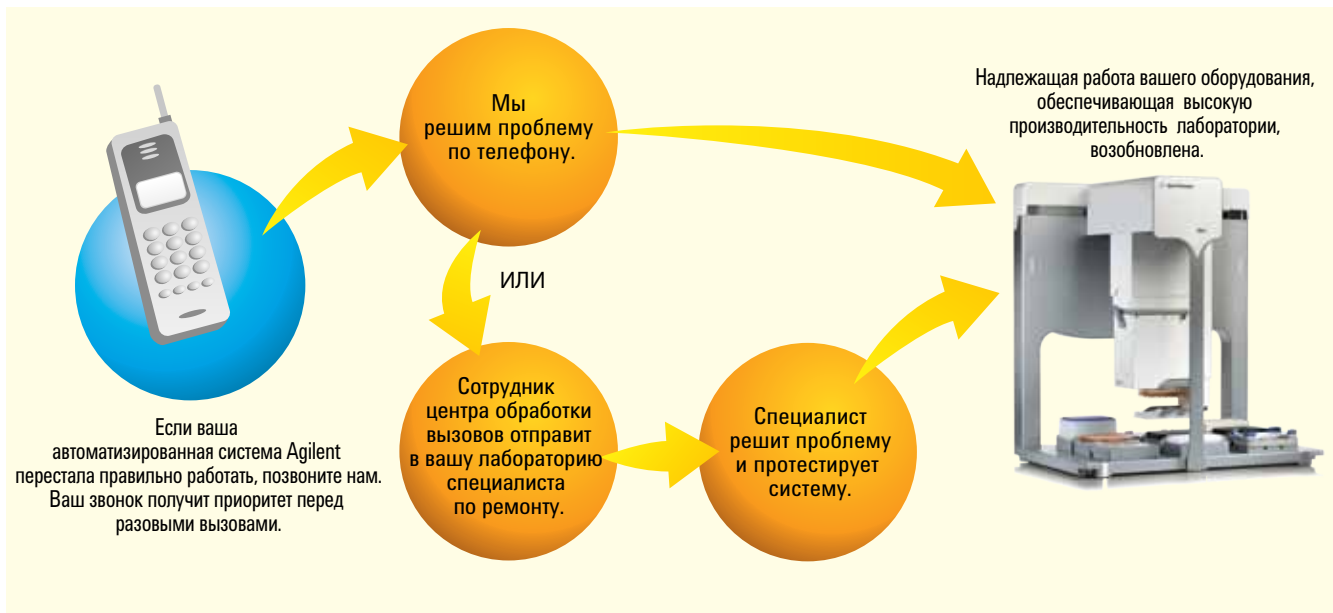 Если ваша
автоматизированная система Agilent
перестала правильно работать, позвоните нам.
Ваш звонок получит приоритет перед
разовыми вызовами.
Мы
решим проблему
по телефону.
ИЛИ
Сотрудник
центра обработки
вызовов отправит
в вашу лабораторию
специалиста
по ремонту.
Специалист
решит проблему
и протестирует
систему.
Надлежащая работа вашего оборудования,
обеспечивающая высокую
производительность лаборатории,
возобновлена.